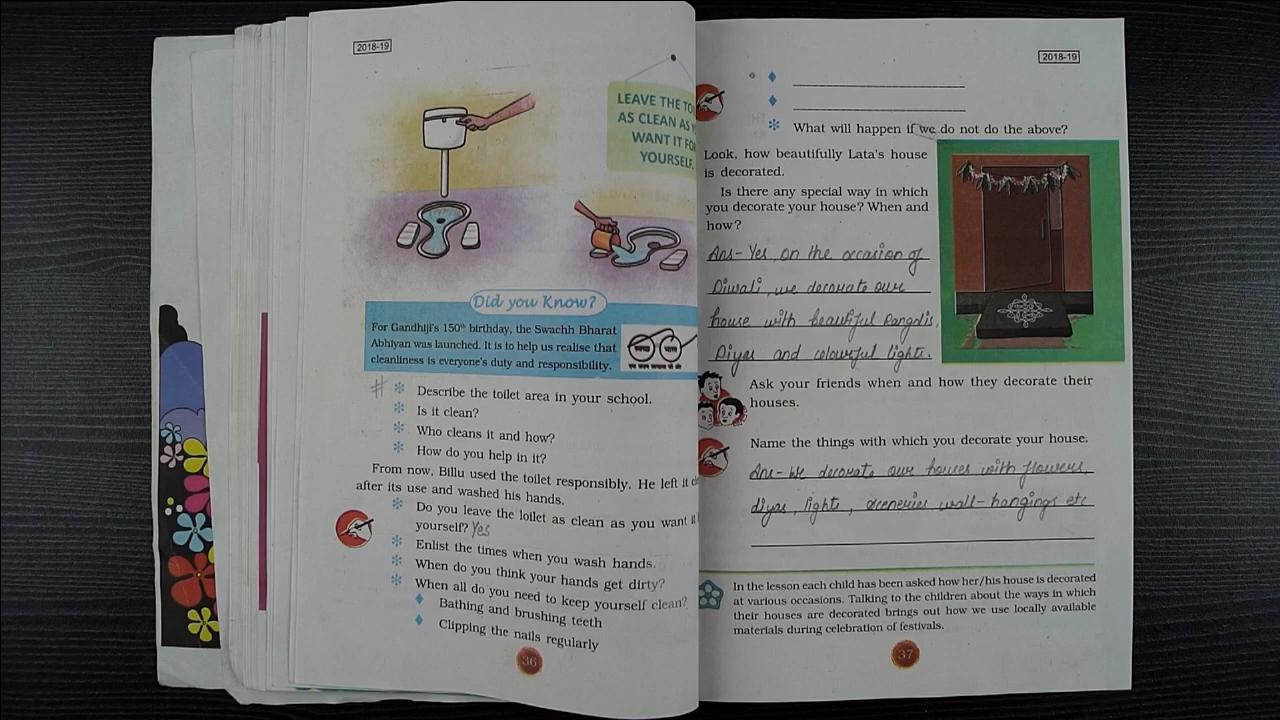 2018-19
LEAVE THE TO
AS CLEAN AS
WANT IT FO
YOURSELF.
Did you Know?
For Gandhiji's 150th birthday, the Swachh Bharat
Abhiyan was launched. It is to help us realise that
cleanliness is everyone's duty and responsibility.
# Describe the toilet area in your school.
Is it clean?
Who cleans it and how?
How do you help in it?
From now, Billu used the toilet responsibly. He left it
after its use and washed his hands.
Do you leave the toilet as clean as you want it
yourself? Yes
Enlist the times when you wash hands.
When do you think your hands get dirty?
When all do you need to keep yourself clean?
Bathing and brushing teeth
Clipping the nails regularly
36
2018-19
What will happen if we do not do the above?
Look, how beautifully Lata's house
is decorated.
Is there any special way in which
you decorate your house? When and
how?
Ans- Yes, on the occasion of
Diwali, we decorate our
house with beautiful Rangolis,
Diyas and colourful lights.
Ask your friends when and how they decorate their
houses.
Name the things with which you decorate your house.
Ans- We decorate our houses with flowers,
diyas, lights, sceneries wall-hangings etc
In the lesson each child has been asked how her/his house is decorated
at various occasions. Talking to the children about the ways in which
their houses are decorated brings out how we use locally available
materials during celebration of festivals.
37